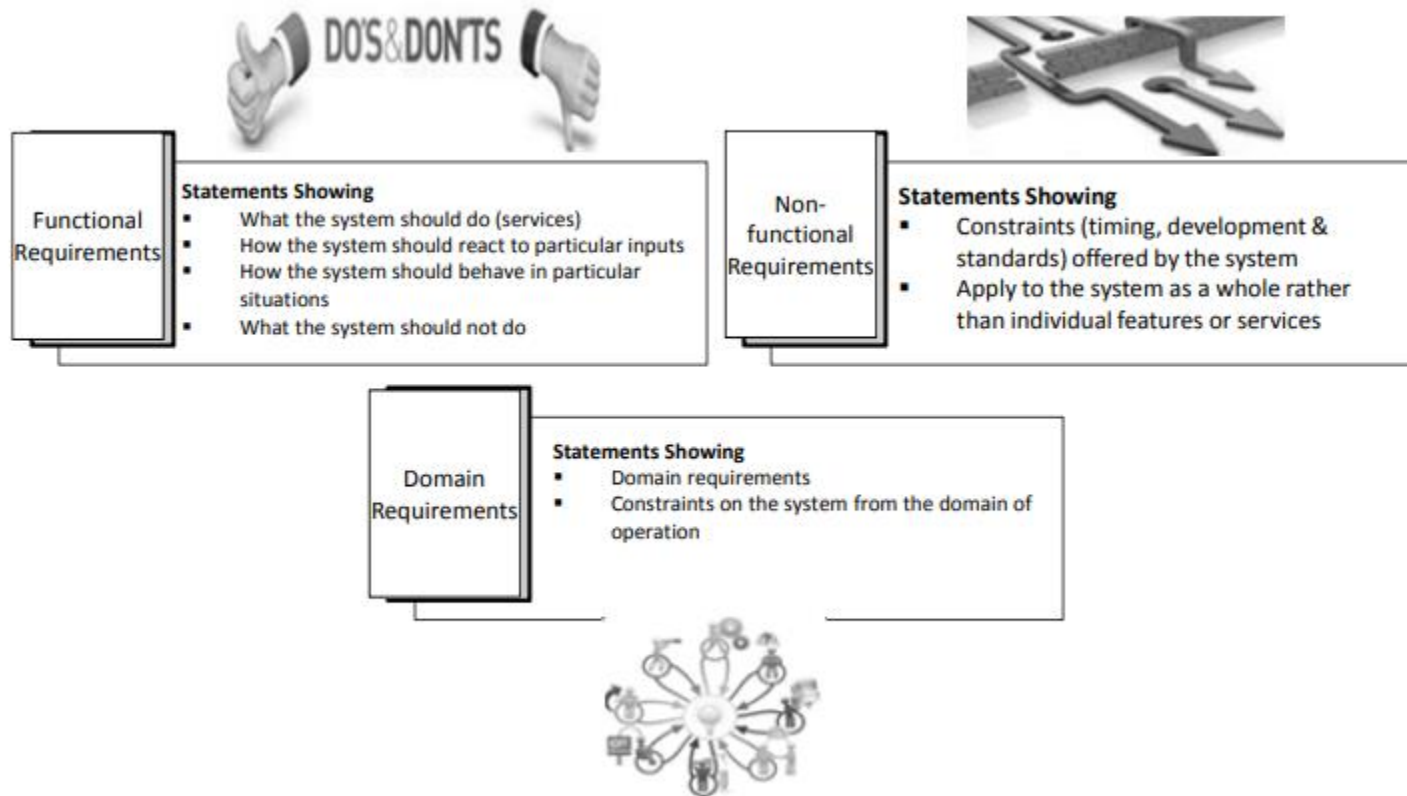 DO'S&DON'TS
Functional
Requirements
Statements Showing
▪ What the system should do (services)
▪ How the system should react to particular inputs
▪ How the system should behave in particular
situations
▪ What the system should not do
Non-
functional
Requirements
Statements Showing
▪ Constraints (timing, development &
standards) offered by the system
▪ Apply to the system as a whole rather
than individual features or services
Domain
Requirements
Statements Showing
▪ Domain requirements
▪ Constraints on the system from the domain of
operation